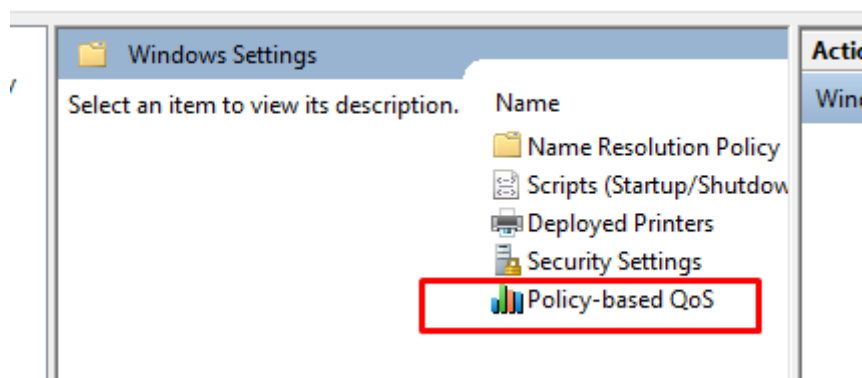 Windows Settings
Select an item to view its description.
Name
Name Resolution Policy
Scripts (Startup/Shutdow
Deployed Printers
Security Settings
Policy-based QoS
Actio
Wind